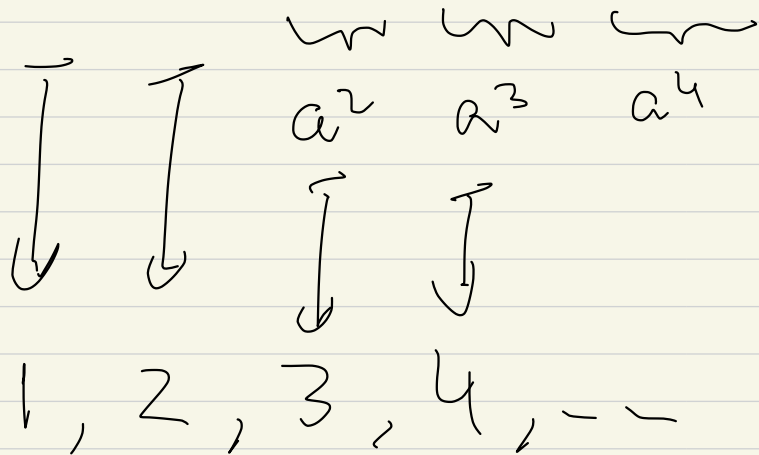 a² a³ a⁴
1, 2, 3, 4, - -